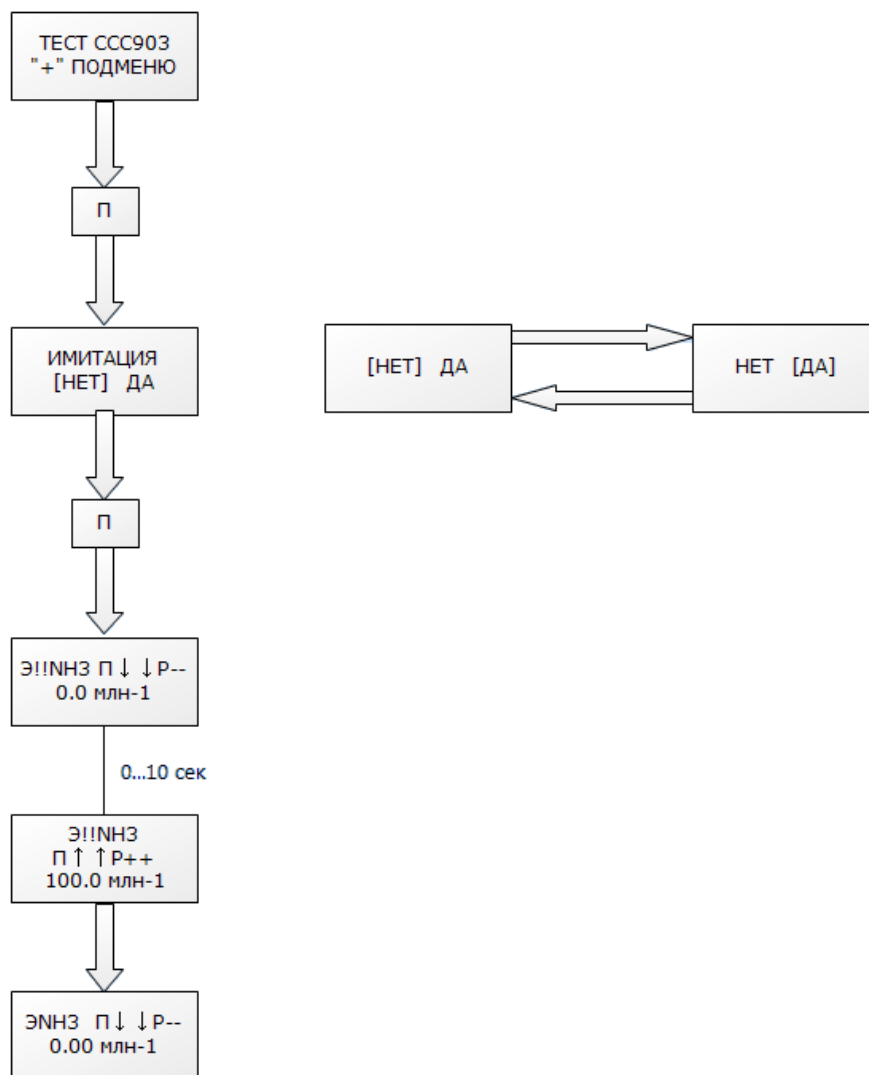 ТЕСТ ССС903
"+" ПОДМЕНЮ
П
ИМИТАЦИЯ
[НЕТ] ДА
[НЕТ] ДА
НЕТ [ДА]
П
Э!!NH3 П↓ ↓Р--
0.0 млн-1
0...10 сек
Э!!NH3
П↑ ↑Р++
100.0 млн-1
ЭNH3 П↓ ↓Р--
0.00 млн-1